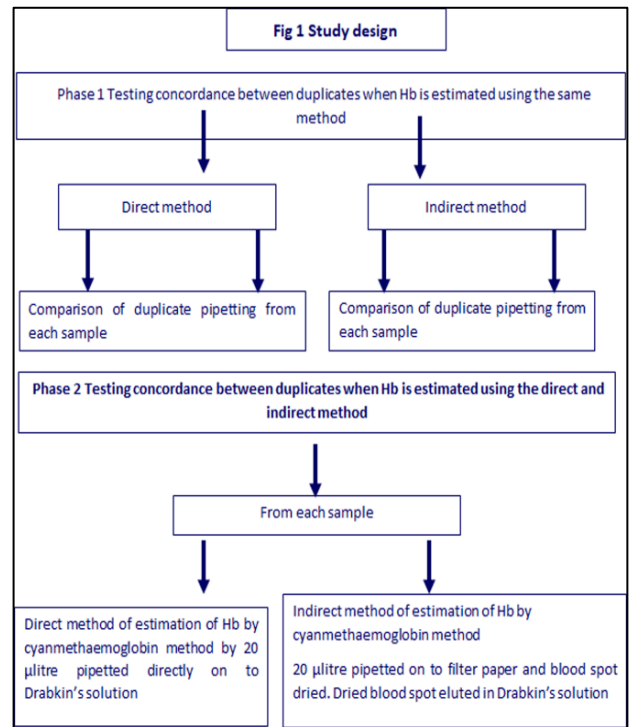 Fig 1 Study design
Phase 1 Testing concordance between duplicates when Hb is estimated using the same
method
Direct method
Indirect method
Comparison of duplicate pipetting from
each sample
Comparison of duplicate pipetting from
each sample
Phase 2 Testing concordance between duplicates when Hb is estimated using the direct and
indirect method
From each sample
Direct method of estimation of Hb by
cyanmethaemoglobin method by 20
µlitre pipetted directly on to
Drabkin's solution
Indirect method of estimation of Hb by
cyanmethaemoglobin method
20 µlitre pipetted on to filter paper and blood spot
dried. Dried blood spot eluted in Drabkin's solution